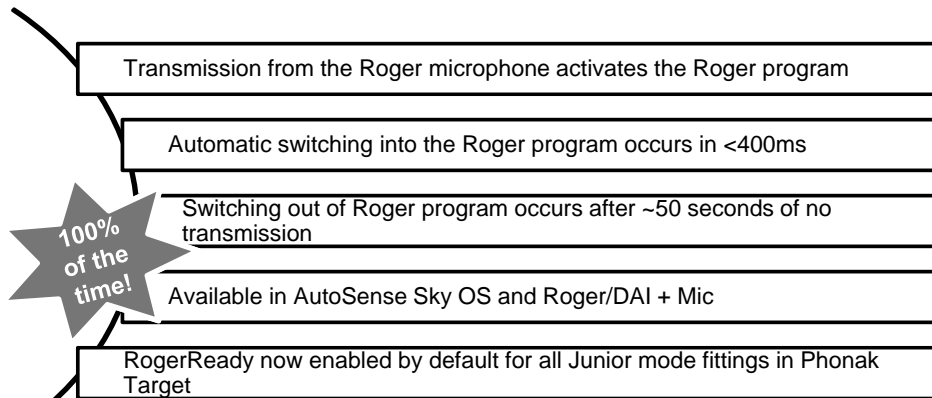 Transmission from the Roger microphone activates the Roger program
Automatic switching into the Roger program occurs in <400ms
Switching out of Roger program occurs after ~50 seconds of no
transmission
100%
of the
time!
Available in AutoSense Sky OS and Roger/DAI + Mic
RogerReady now enabled by default for all Junior mode fittings in Phonak
Target